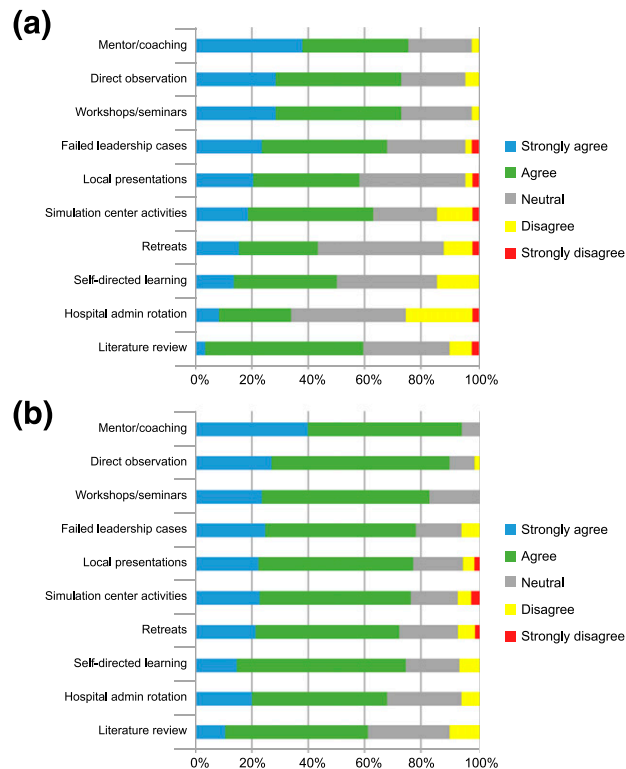 (a)
Mentor/coaching
Direct observation
Workshops/seminars
Failed leadership cases
Local presentations
Simulation center activities
Retreats
Self-directed learning
Hospital admin rotation
Literature review
0% 20% 40% 60% 80% 100%
Strongly agree
Agree
Neutral
Disagree
Strongly disagree
(b)
Mentor/coaching
Direct observation
Workshops/seminars
Failed leadership cases
Local presentations
Simulation center activities
Retreats
Self-directed learning
Hospital admin rotation
Literature review
0% 20% 40% 60% 80% 100%
Strongly agree
Agree
Neutral
Disagree
Strongly disagree